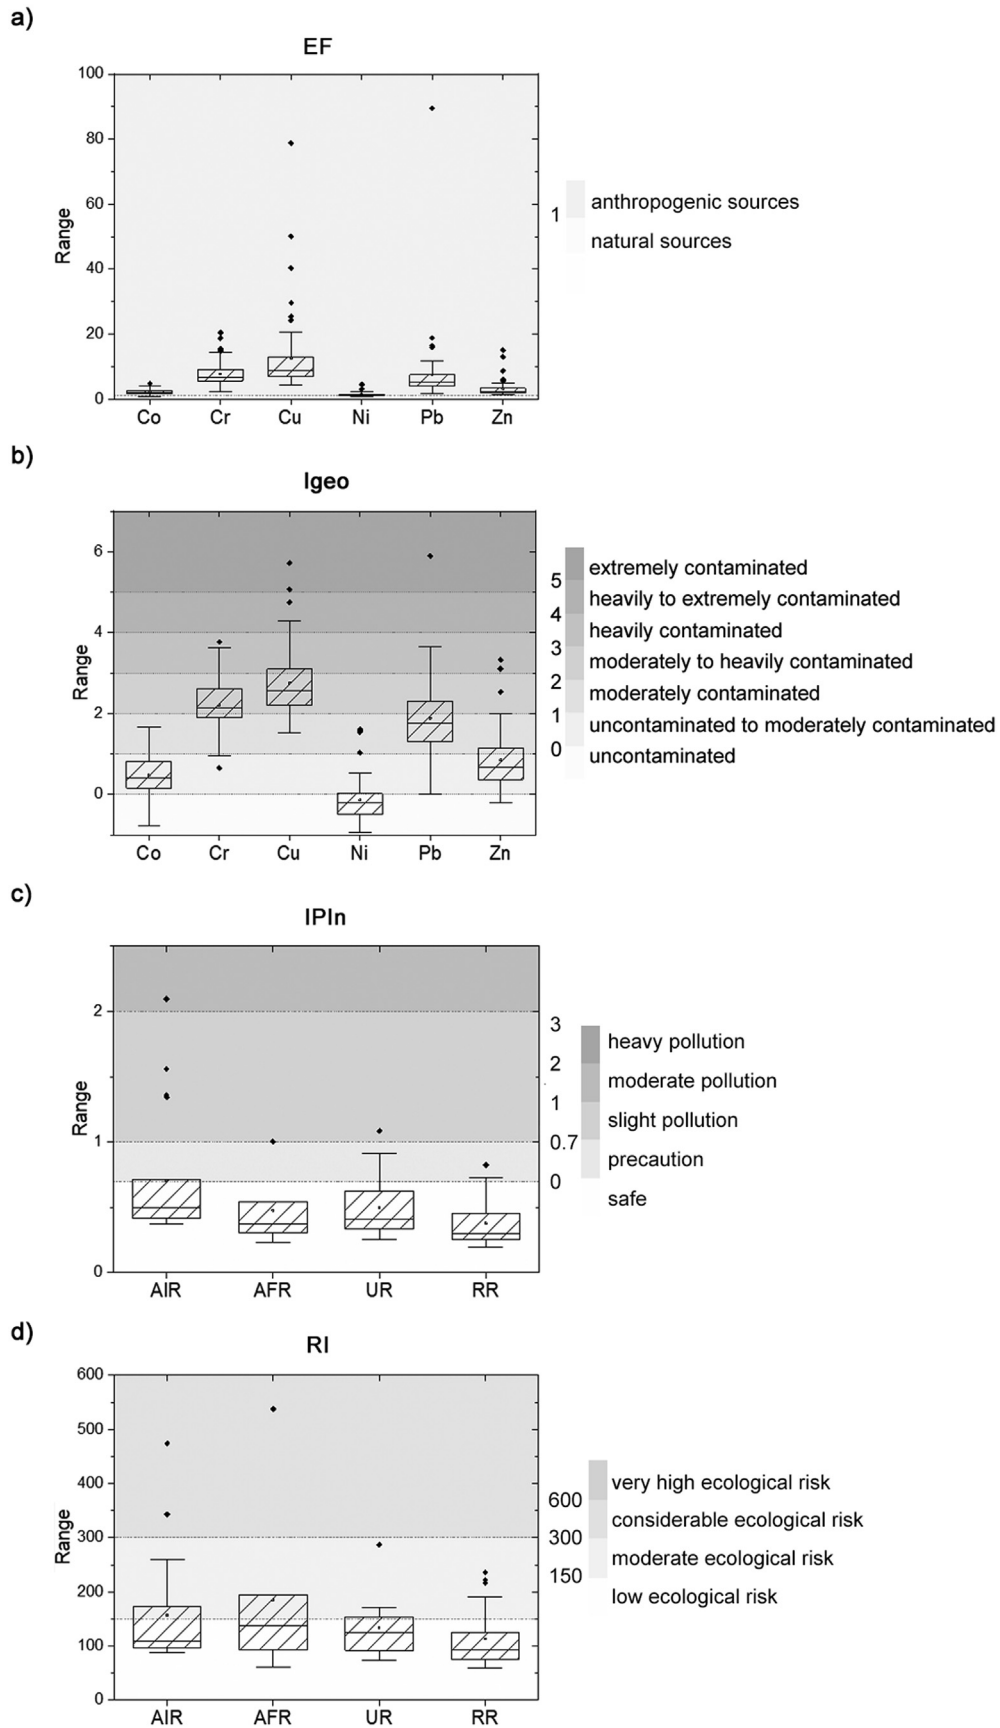 a)
EF
100
80
60
40
20
0
Range
Co Cr Cu Ni Pb Zn
1
anthropogenic sources
natural sources
b)
Igeo
6
4
2
0
Range
Co Cr Cu Ni Pb Zn
5
4
3
2
1
0
extremely contaminated
heavily to extremely contaminated
heavily contaminated
moderately to heavily contaminated
moderately contaminated
uncontaminated to moderately contaminated
uncontaminated
c)
IPIn
2
1
0
Range
AIR AFR UR RR
3
2
1
0.7
0
heavy pollution
moderate pollution
slight pollution
precaution
safe
d)
RI
600
500
400
300
200
100
0
Range
AIR AFR UR RR
600
300
150
very high ecological risk
considerable ecological risk
moderate ecological risk
low ecological risk